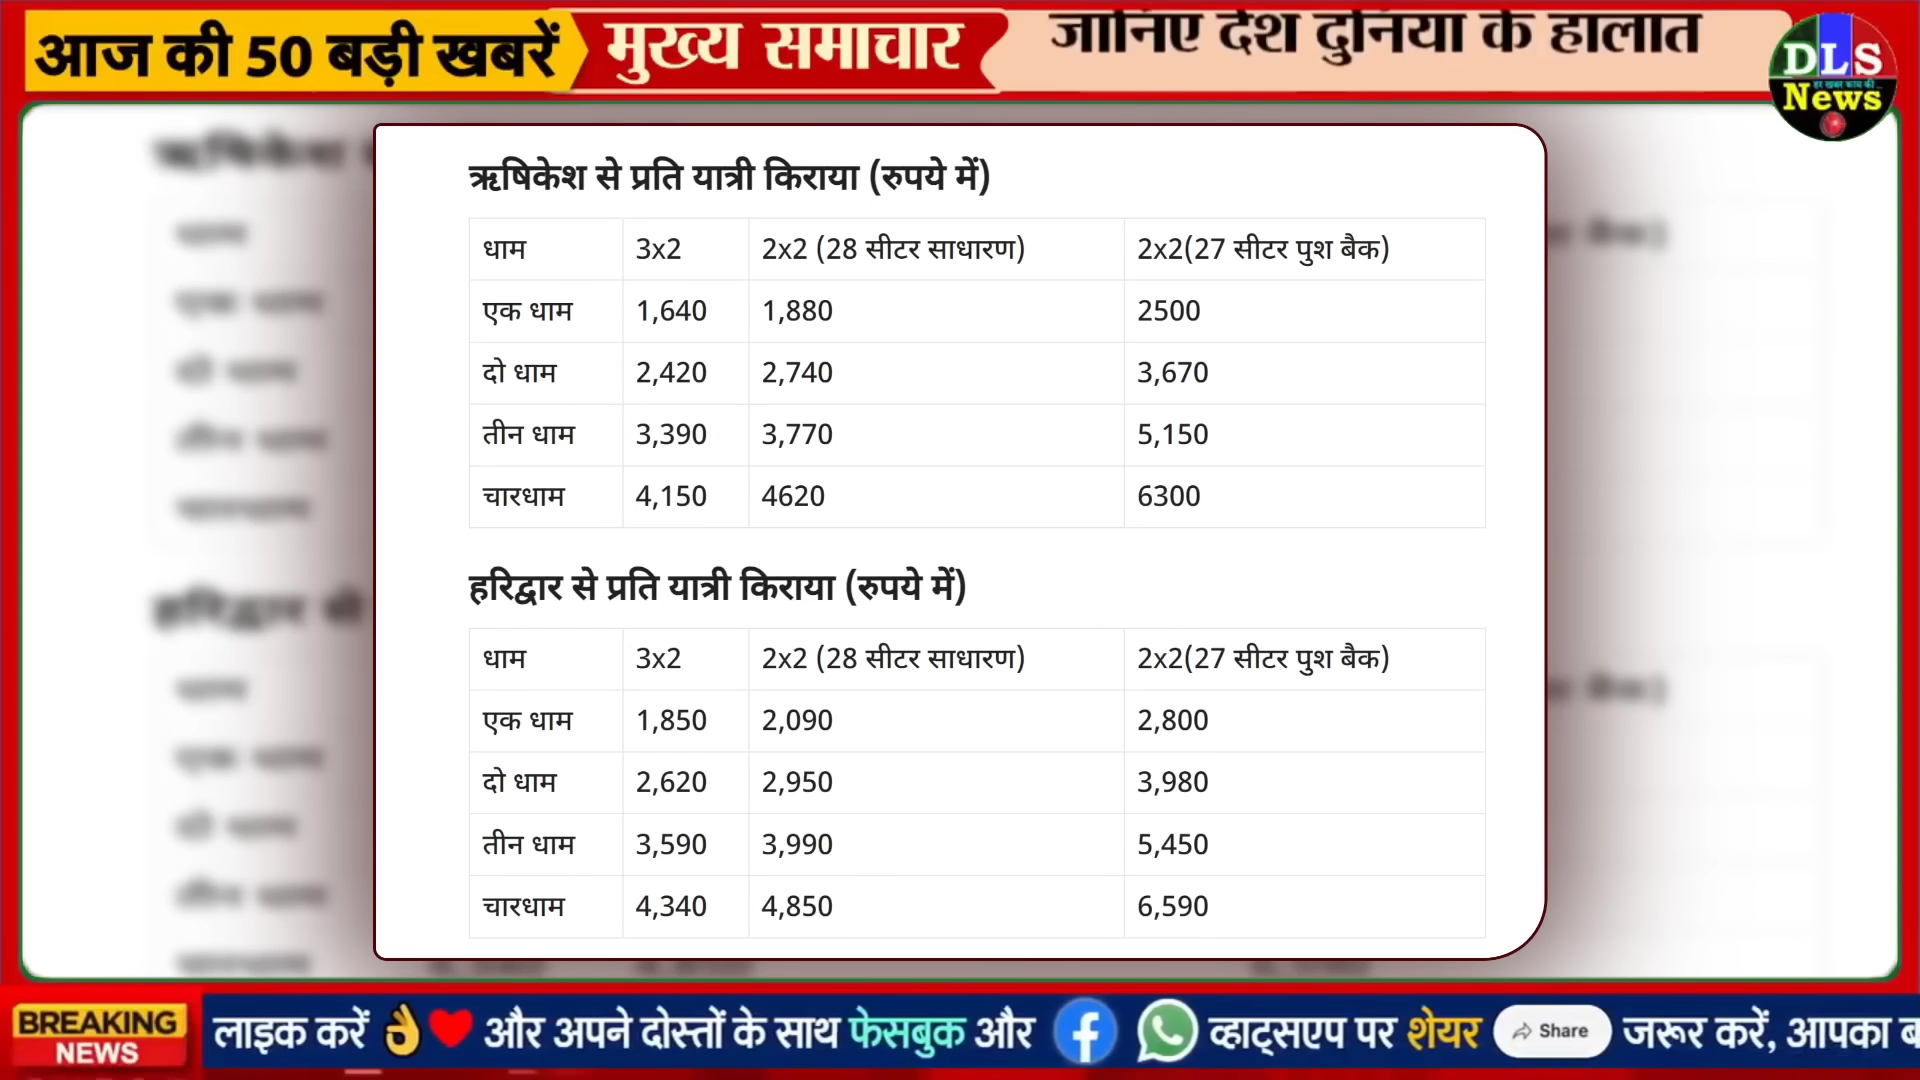 आज की 50 बड़ी खबरें मुख्य समाचार जानिए देश दुनिया के हालात
DLS
हर खबर काम की
News
ऋषिकेश से प्रति यात्री किराया (रुपये में)
धाम 3x2 2x2 (28 सीटर साधारण) 2x2(27 सीटर पुश बैक)
एक धाम 1,640 1,880 2500
दो धाम 2,420 2,740 3,670
तीन धाम 3,390 3,770 5,150
चारधाम 4,150 4620 6300
हरिद्वार से प्रति यात्री किराया (रुपये में)
धाम 3x2 2x2 (28 सीटर साधारण) 2x2(27 सीटर पुश बैक)
एक धाम 1,850 2,090 2,800
दो धाम 2,620 2,950 3,980
तीन धाम 3,590 3,990 5,450
चारधाम 4,340 4,850 6,590
BREAKING
NEWS
लाइक करें और अपने दोस्तों के साथ फेसबुक और व्हाट्सएप पर शेयर Share जरूर करें, आपका